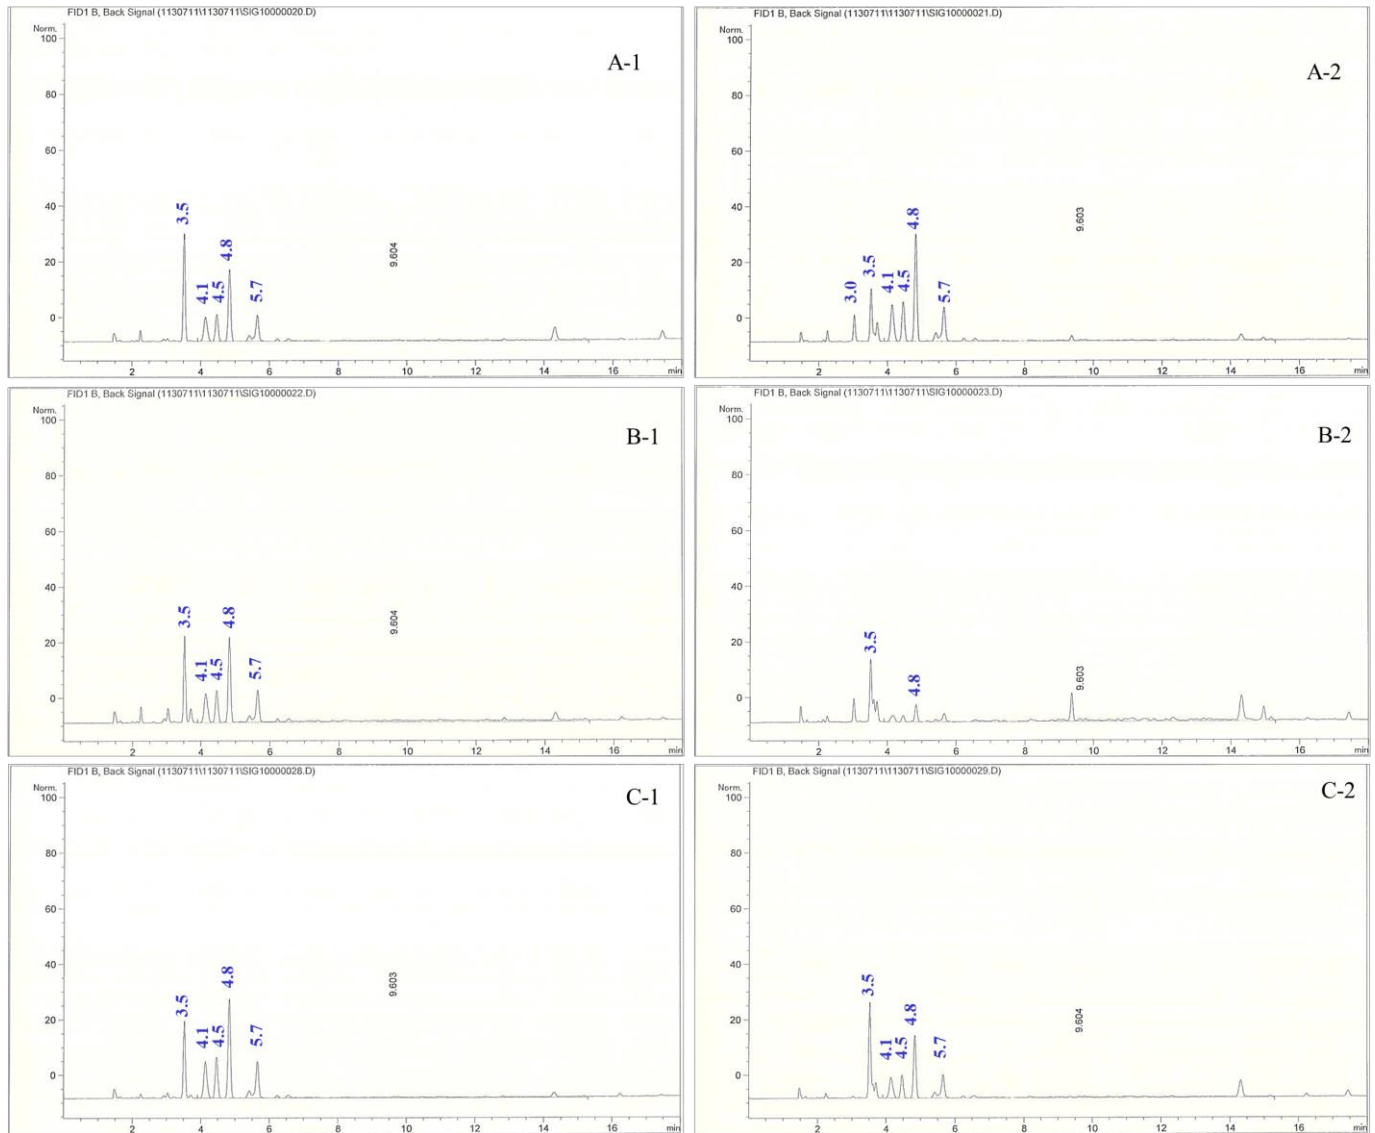 FID1 B, Back Signal (1130711\1130711\SIG10000020.D)
Norm.
100
80
60
40
20
0
A-1
3.5
4.1
4.5
4.8
5.7
9.604
2 4 6 8 10 12 14 16 min
FID1 B, Back Signal (1130711\1130711\SIG10000021.D)
Norm.
100
80
60
40
20
0
A-2
3.0
3.5
4.1
4.5
4.8
5.7
9.603
2 4 6 8 10 12 14 16 min
FID1 B, Back Signal (1130711\1130711\SIG10000022.D)
Norm.
100
80
60
40
20
0
B-1
3.5
4.1
4.5
4.8
5.7
9.604
2 4 6 8 10 12 14 16 min
FID1 B, Back Signal (1130711\1130711\SIG10000023.D)
Norm.
100
80
60
40
20
0
B-2
3.5
4.8
9.603
2 4 6 8 10 12 14 16 min
FID1 B, Back Signal (1130711\1130711\SIG10000028.D)
Norm.
100
80
60
40
20
0
C-1
3.5
4.1
4.5
4.8
5.7
9.603
2 4 6 8 10 12 14 16 min
FID1 B, Back Signal (1130711\1130711\SIG10000029.D)
Norm.
100
80
60
40
20
0
C-2
3.5
4.1
4.5
4.8
5.7
9.604
2 4 6 8 10 12 14 16 min